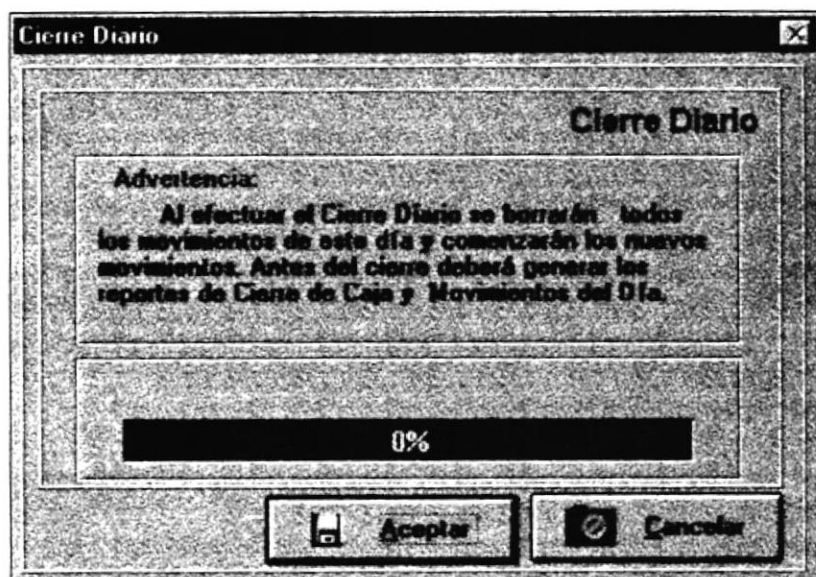 Cierre Diario
Cierre Diario
Advertencia:
Al efectuar el Cierre Diario se borrarán todos
los movimientos de este día y comenzarán los nuevos
movimientos. Antes del cierre deberá generar los
reportes de Cierre de Caja y Movimientos del Día.
0%
Aceptar
Cancelar